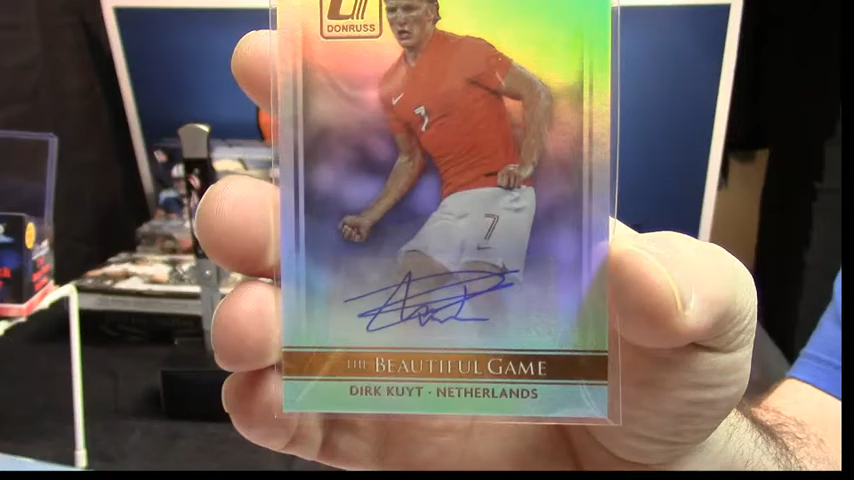 DONRUSS
7
7
THE BEAUTIFUL GAME
DIRK KUYT · NETHERLANDS